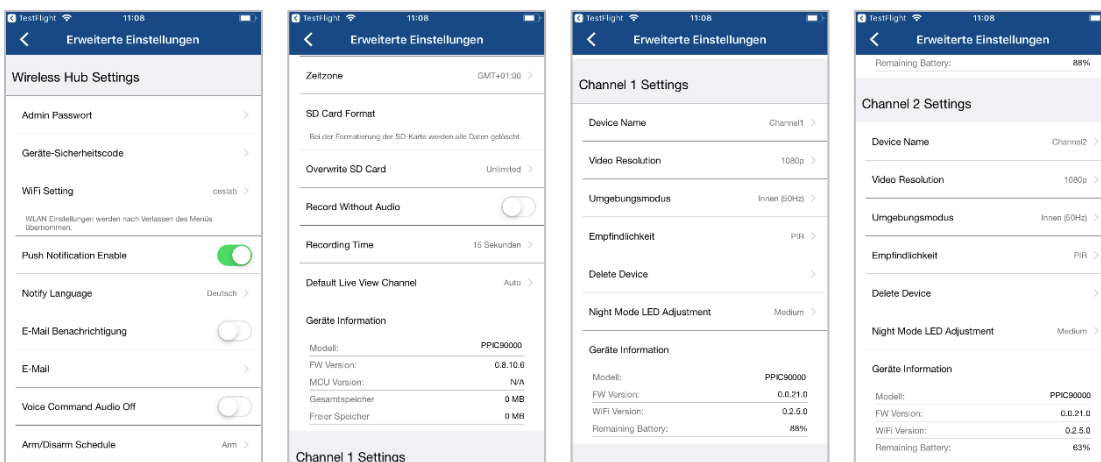 TestFlight 11:08
Erweiterte Einstellungen
Wireless Hub Settings
Admin Passwort
Geräte-Sicherheitscode
WiFi Setting ceslab
WLAN Einstellungen werden nach Verlassen des Menüs
übernommen.
Push Notification Enable
Notify Language Deutsch
E-Mail Benachrichtigung
E-Mail
Voice Command Audio Off
Arm/Disarm Schedule Arm
TestFlight 11:08
Erweiterte Einstellungen
Zeitzone GMT+01:00
SD Card Format
Bei der Formatierung der SD-Karte werden alle Daten gelöscht.
Overwrite SD Card Unlimited
Record Without Audio
Recording Time 15 Sekunden
Default Live View Channel Auto
Geräte Information
Modell: PPIC90000
FW Version: 0.8.10.6
MCU Version: N/A
Gesamtspeicher 0 MB
Freier Speicher 0 MB
Channel 1 Settings
TestFlight 11:08
Erweiterte Einstellungen
Channel 1 Settings
Device Name Channel1
Video Resolution 1080p
Umgebungsmodus Innen (50Hz)
Empfindlichkeit PIR
Delete Device
Night Mode LED Adjustment Medium
Geräte Information
Modell: PPIC90000
FW Version: 0.0.21.0
WiFi Version: 0.2.5.0
Remaining Battery: 88%
TestFlight 11:08
Erweiterte Einstellungen
Remaining Battery: 88%
Channel 2 Settings
Device Name Channel2
Video Resolution 1080p
Umgebungsmodus Innen (50Hz)
Empfindlichkeit PIR
Delete Device
Night Mode LED Adjustment Medium
Geräte Information
Modell: PPIC90000
FW Version: 0.0.21.0
WiFi Version: 0.2.5.0
Remaining Battery: 63%